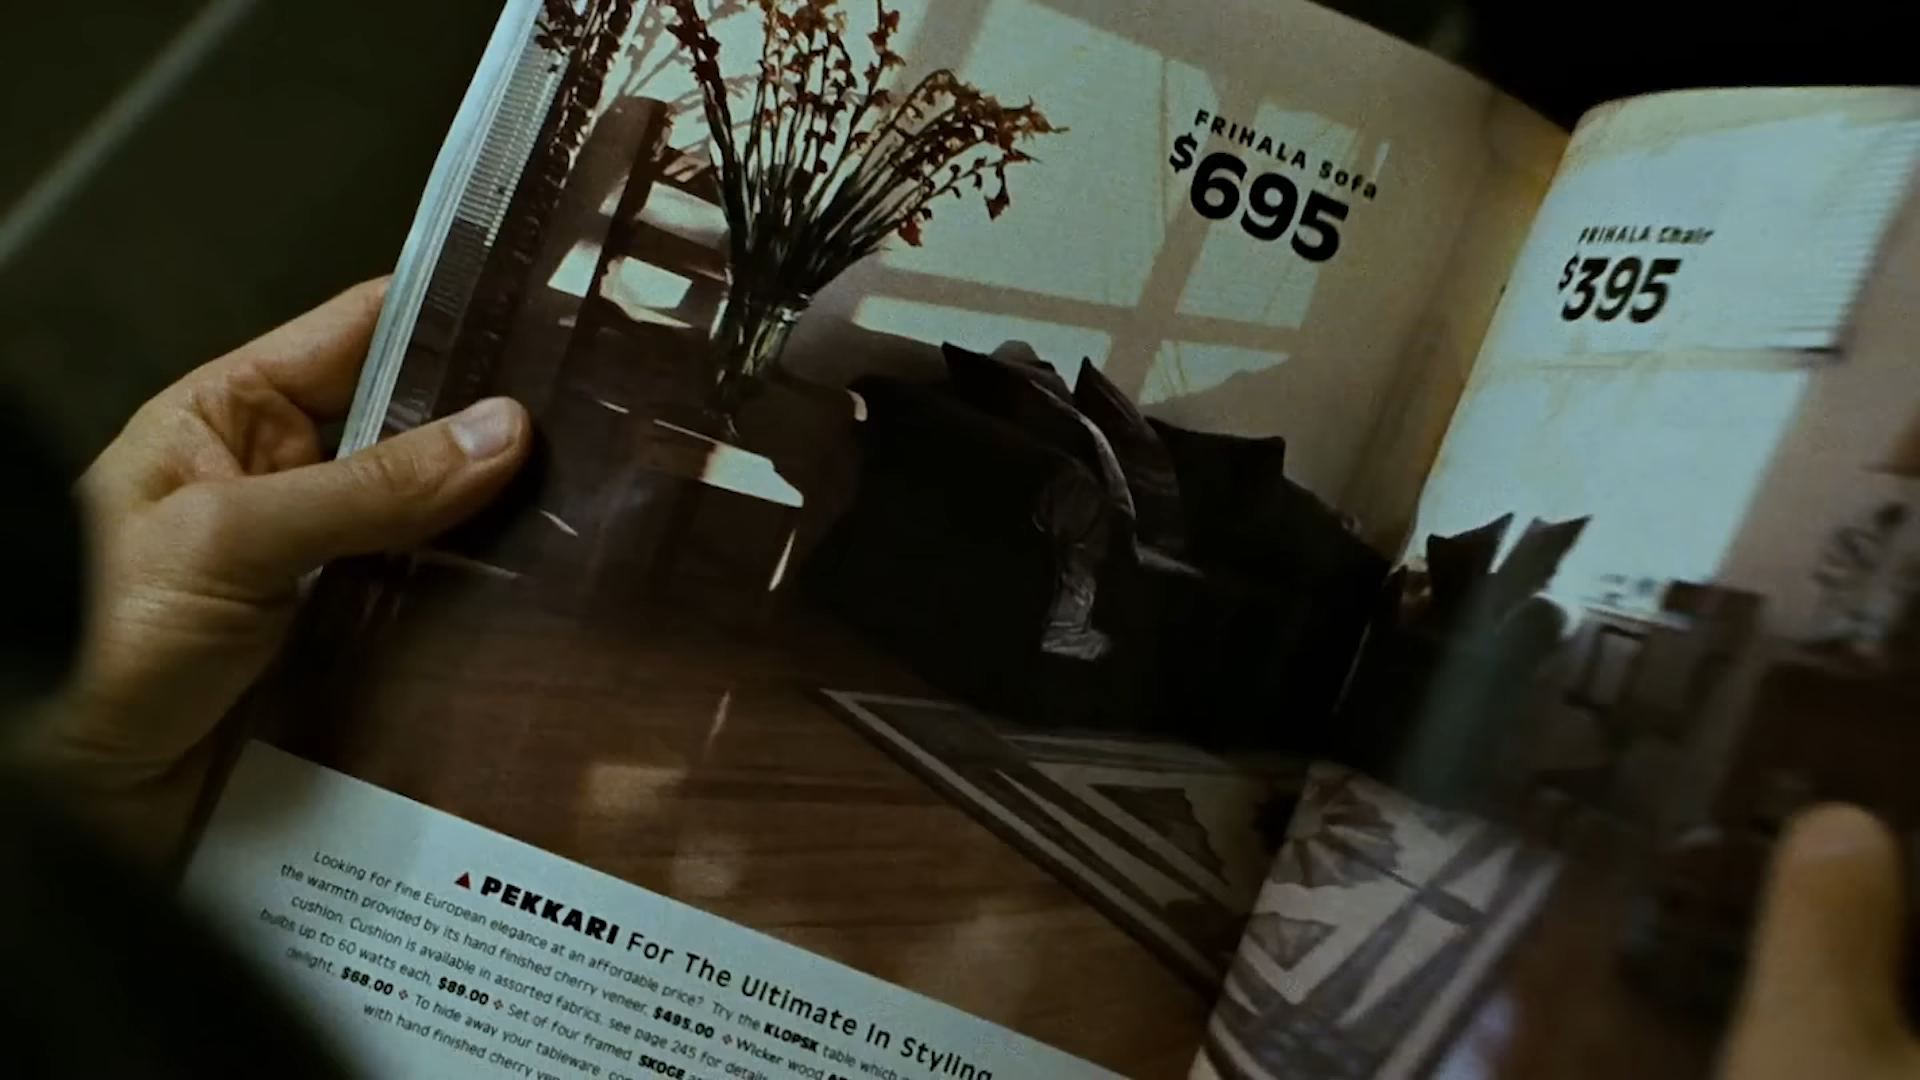 FRIHALA Sofa
$695
FRIHALA Chair
$395
PEKKARI For The Ultimate In Styling
Looking for fine European elegance at an affordable price? Try the KLOPSK table which
the warmth provided by its hand finished cherry veneer, $495.00 Wicker wood
cushion. Cushion is available in assorted fabrics, see page 245 for details
bulbs up to 60 watts each, $89.00 Set of four framed SKOGE
delight, $68.00 To hide away your tableware
with hand finished cherry